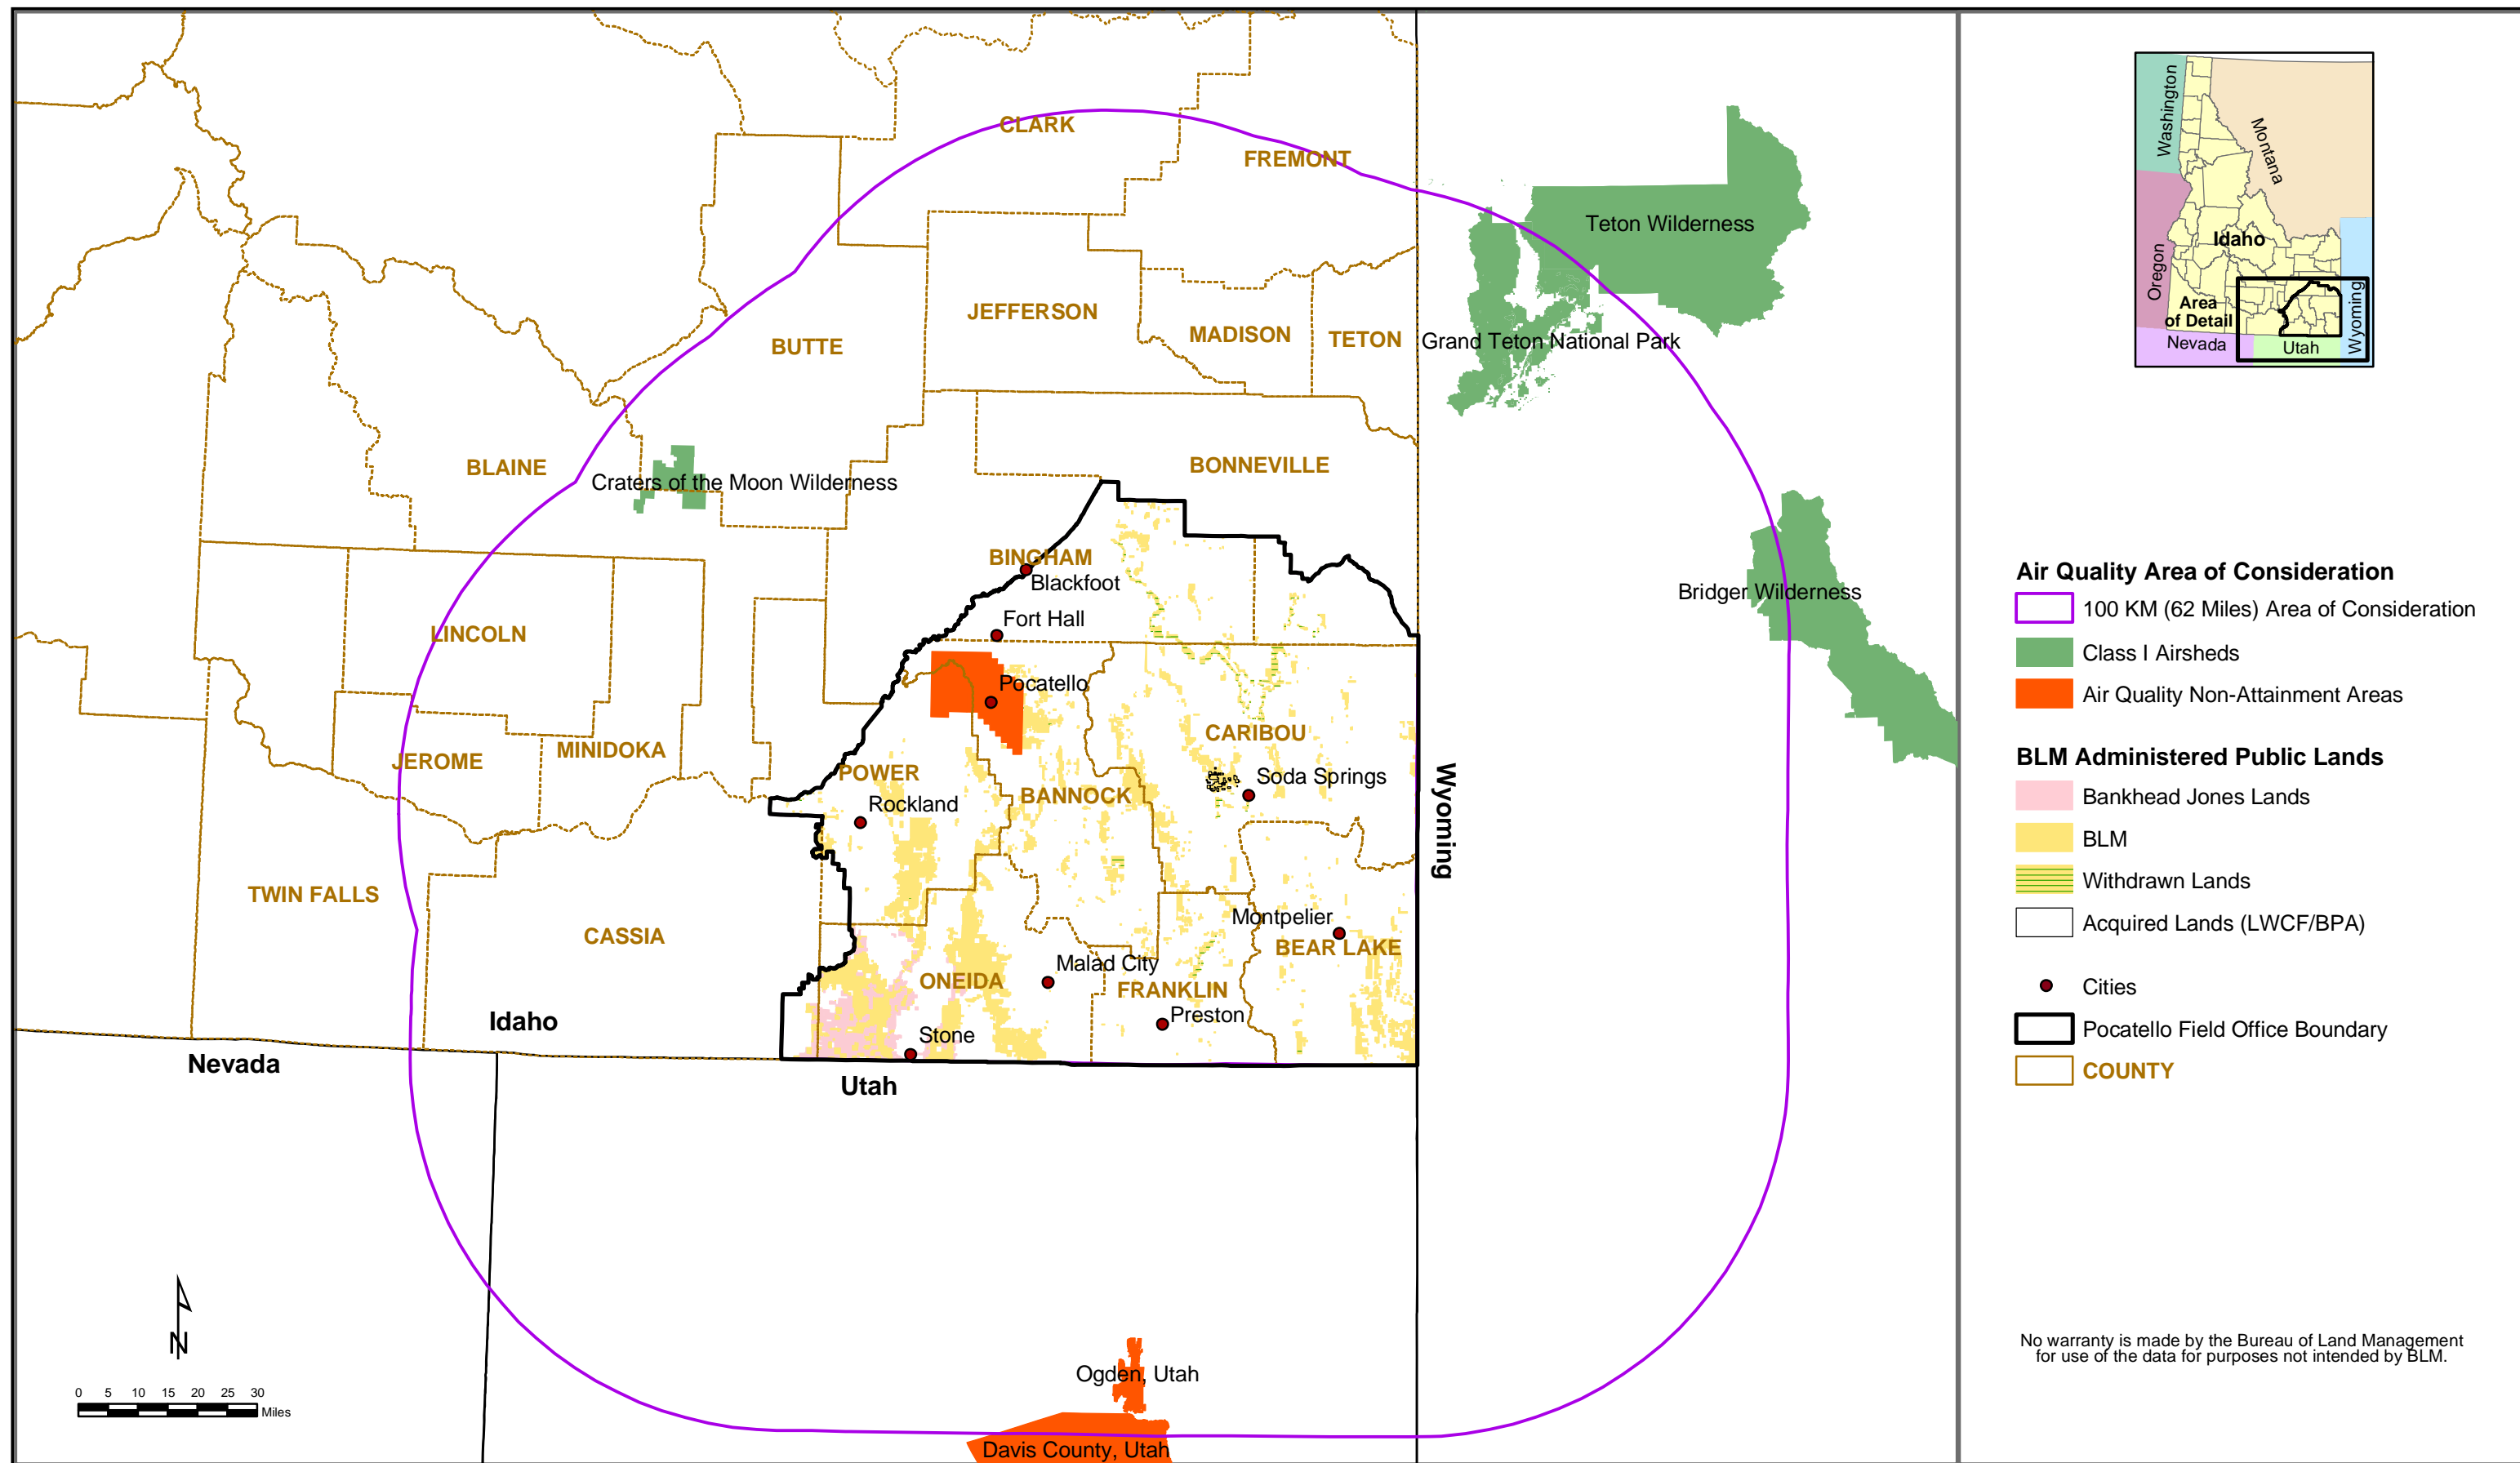 CLARK
FREMONT
Teton Wilderness
JEFFERSON
MADISON
TETON
BUTTE
Grand Teton National Park
BLAINE
Craters of the Moon Wilderness
BONNEVILLE
BINGHAM
Blackfoot
Fort Hall
Bridger Wilderness
LINCOLN
Pocatello
CARIBOU
JEROME
MINIDOKA
POWER
Soda Springs
BANNOCK
Rockland
Wyoming
TWIN FALLS
CASSIA
Montpelier
BEAR LAKE
Malad City
ONEIDA
FRANKLIN
Preston
Idaho
Stone
Nevada
Utah
Ogden, Utah
Davis County, Utah
N
0 5 10 15 20 25 30
Miles
Washington
Montana
Idaho
Oregon
Area
of Detail
Wyoming
Nevada
Utah
Air Quality Area of Consideration
100 KM (62 Miles) Area of Consideration
Class I Airsheds
Air Quality Non-Attainment Areas
BLM Administered Public Lands
Bankhead Jones Lands
BLM
Withdrawn Lands
Acquired Lands (LWCF/BPA)
Cities
Pocatello Field Office Boundary
COUNTY
No warranty is made by the Bureau of Land Management
for use of the data for purposes not intended by BLM.